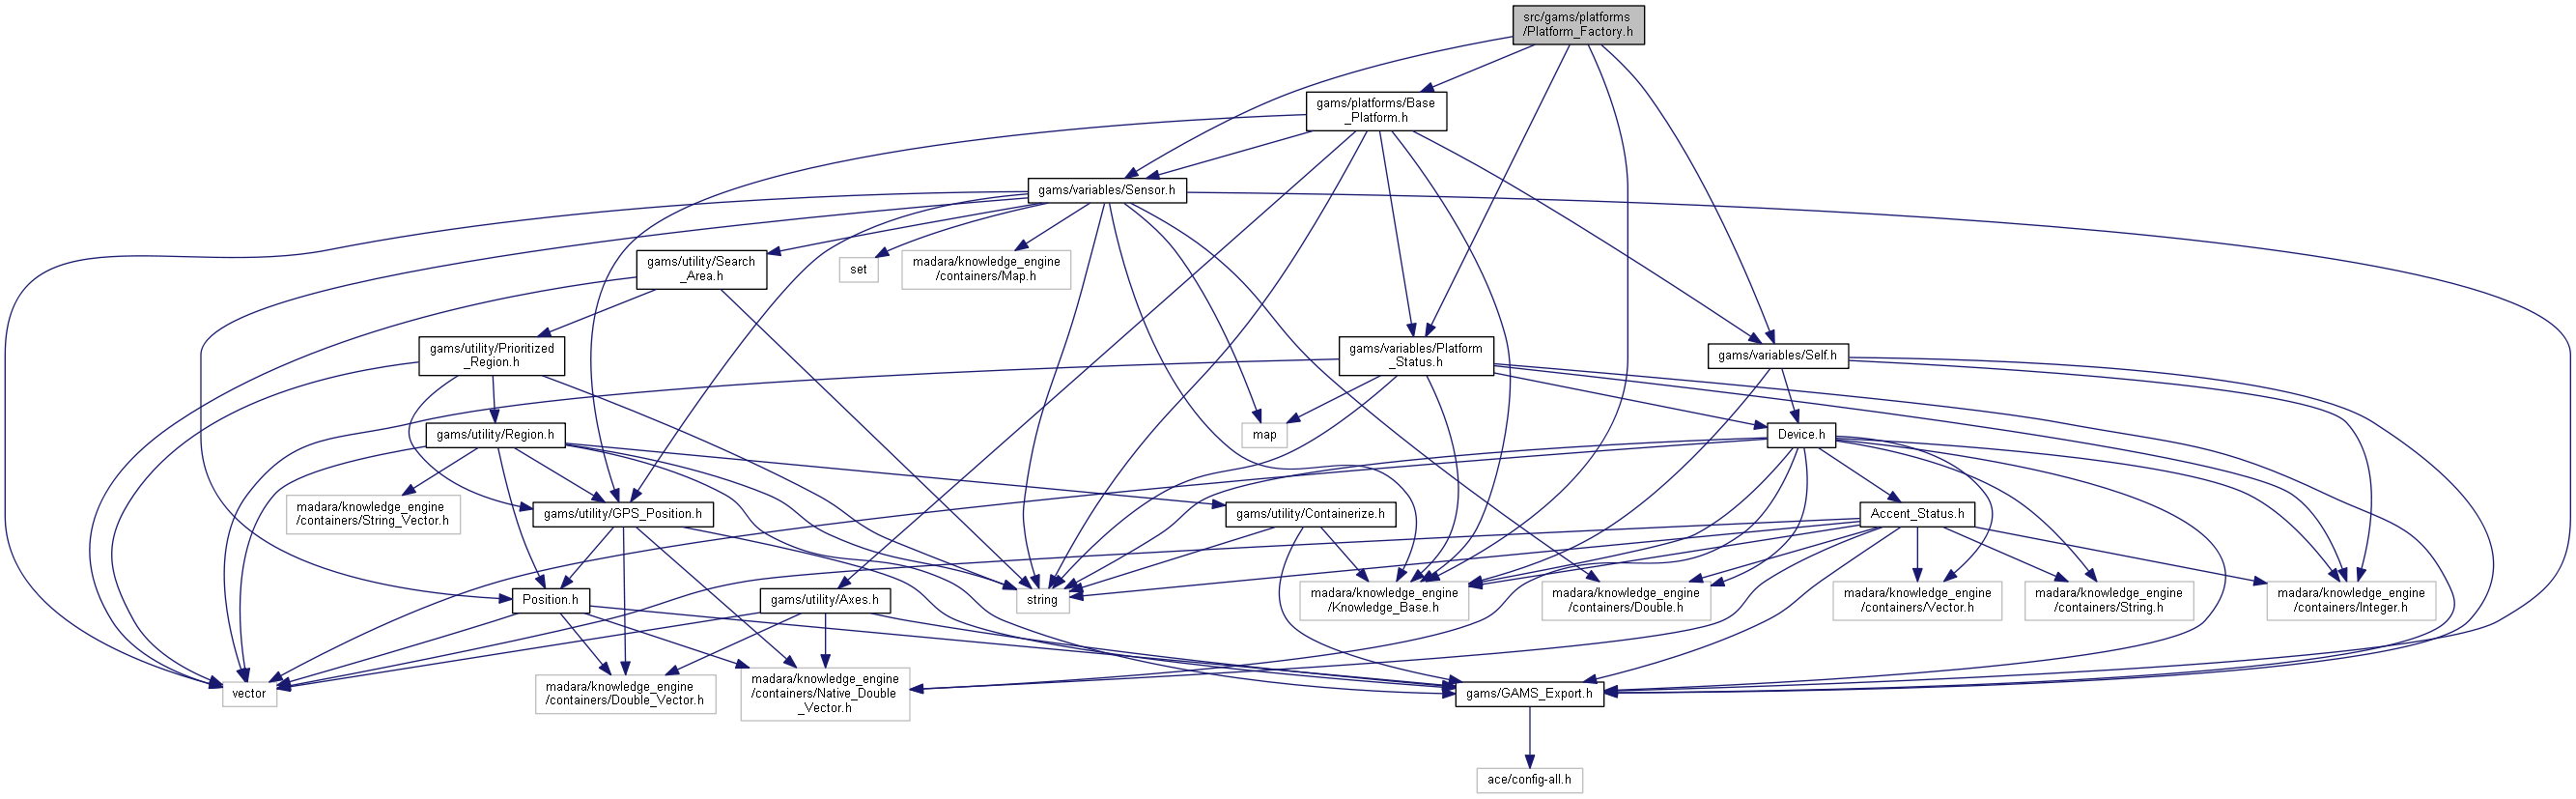 src/gams/platforms
/Platform_Factory.h
gams/platforms/Base
_Platform.h
gams/variables/Sensor.h
gams/utility/Search
_Area.h
set
madara/knowledge_engine
/containers/Map.h
gams/utility/Prioritized
_Region.h
gams/variables/Platform
_Status.h
gams/variables/Self.h
gams/utility/Region.h
map
Device.h
madara/knowledge_engine
/containers/String_Vector.h
gams/utility/GPS_Position.h
gams/utility/Containerize.h
Accent_Status.h
Position.h
gams/utility/Axes.h
string
madara/knowledge_engine
/Knowledge_Base.h
madara/knowledge_engine
/containers/Double.h
madara/knowledge_engine
/containers/Vector.h
madara/knowledge_engine
/containers/String.h
madara/knowledge_engine
/containers/Integer.h
vector
madara/knowledge_engine
/containers/Double_Vector.h
madara/knowledge_engine
/containers/Native_Double
_Vector.h
gams/GAMS_Export.h
ace/config-all.h